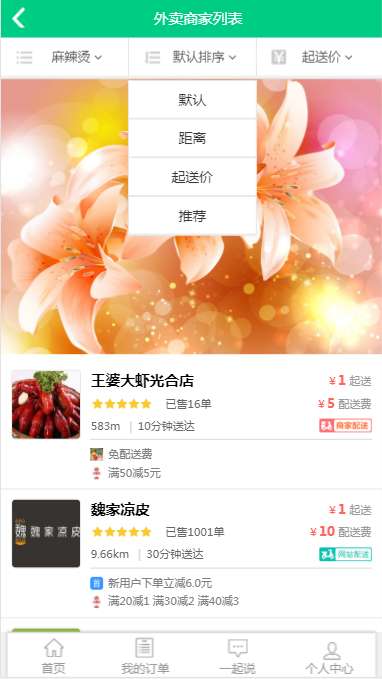 外卖商家列表
麻辣烫 默认排序 ¥ 起送价
默认
距离
起送价
推荐
王婆大虾光合店 ¥1起送
已售16单 ¥5配送费
583m | 10分钟送达 商家配送
免配送费
满50减5元
魏家凉皮 ¥1起送
魏家凉皮
已售1001单 ¥10配送费
9.66km | 30分钟送达 网站配送
首 新用户下单立减6.0元
满20减1 满30减2 满40减3
首页 我的订单 一起说 个人中心